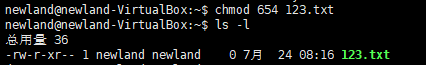 newland@newland-VirtualBox:~$ chmod 654 123.txt
newland@newland-VirtualBox:~$ ls -l
总用量 36
-rw-r-xr-- 1 newland newland    0 7月  24 08:16 123.txt